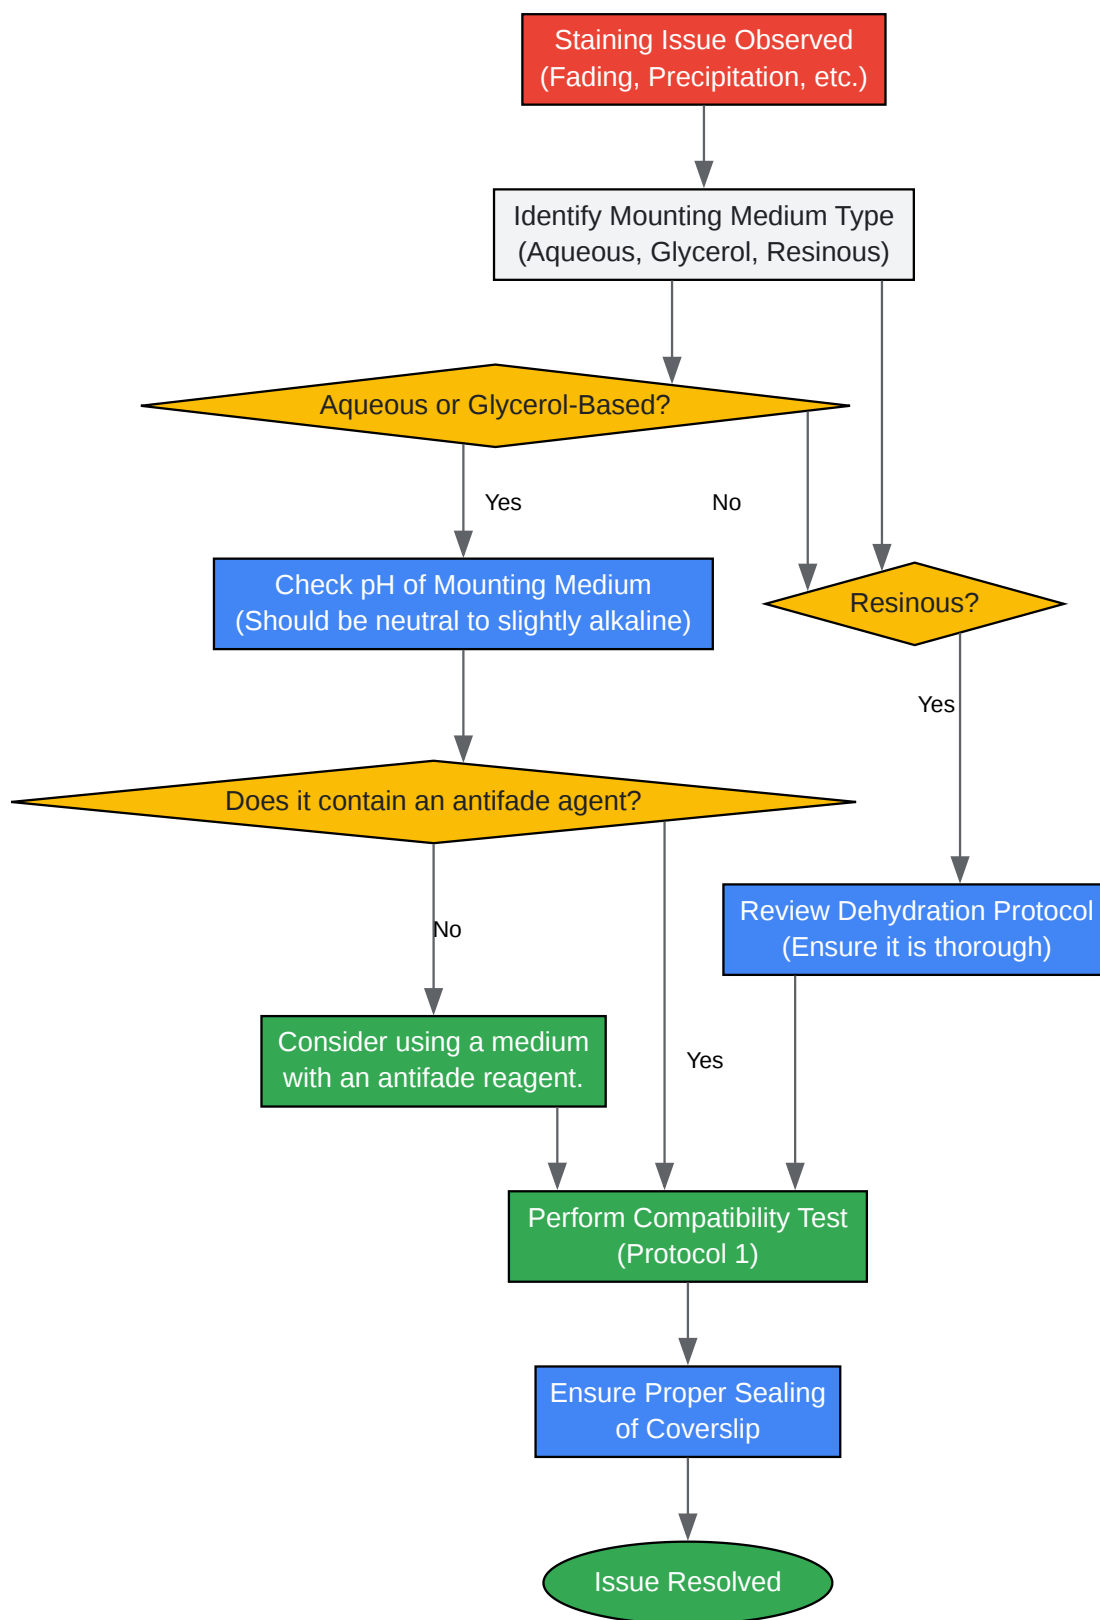 Staining Issue Observed
(Fading, Precipitation, etc.)
Identify Mounting Medium Type
(Aqueous, Glycerol, Resinous)
Aqueous or Glycerol-Based?
Yes
No
Check pH of Mounting Medium
(Should be neutral to slightly alkaline)
Resinous?
Yes
Does it contain an antifade agent?
Review Dehydration Protocol
(Ensure it is thorough)
No
Consider using a medium
with an antifade reagent.
Yes
Perform Compatibility Test
(Protocol 1)
Ensure Proper Sealing
of Coverslip
Issue Resolved